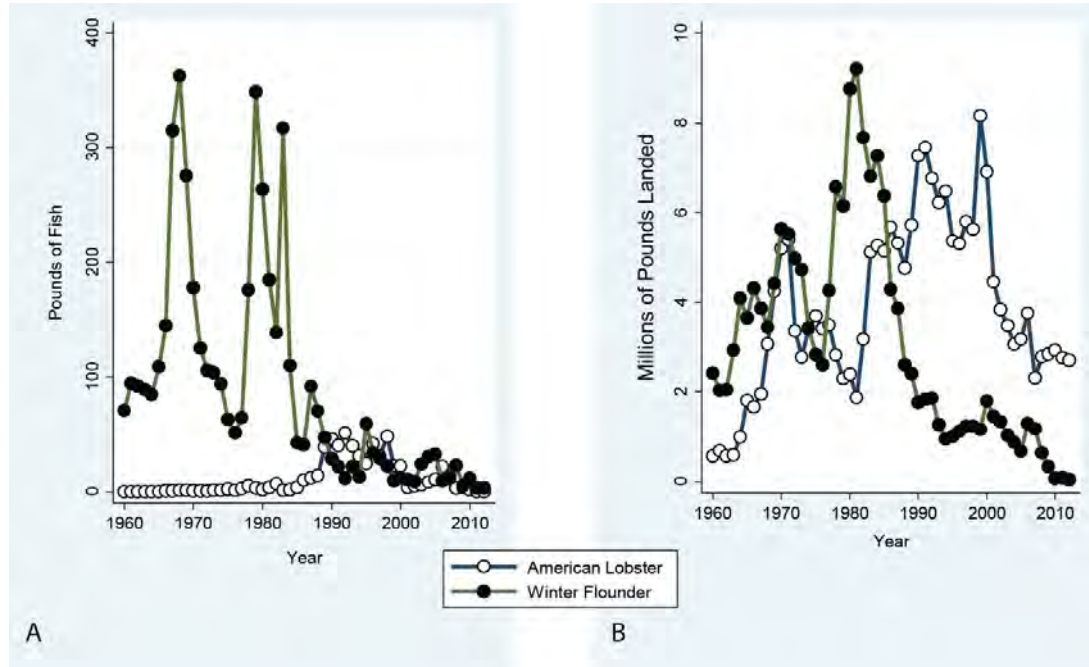 400
300
200
100
0
Pounds of Fish
1960 1970 1980 1990 2000 2010
Year
A
10
8
6
4
2
0
Millions of Pounds Landed
1960 1970 1980 1990 2000 2010
Year
B
American Lobster
Winter Flounder